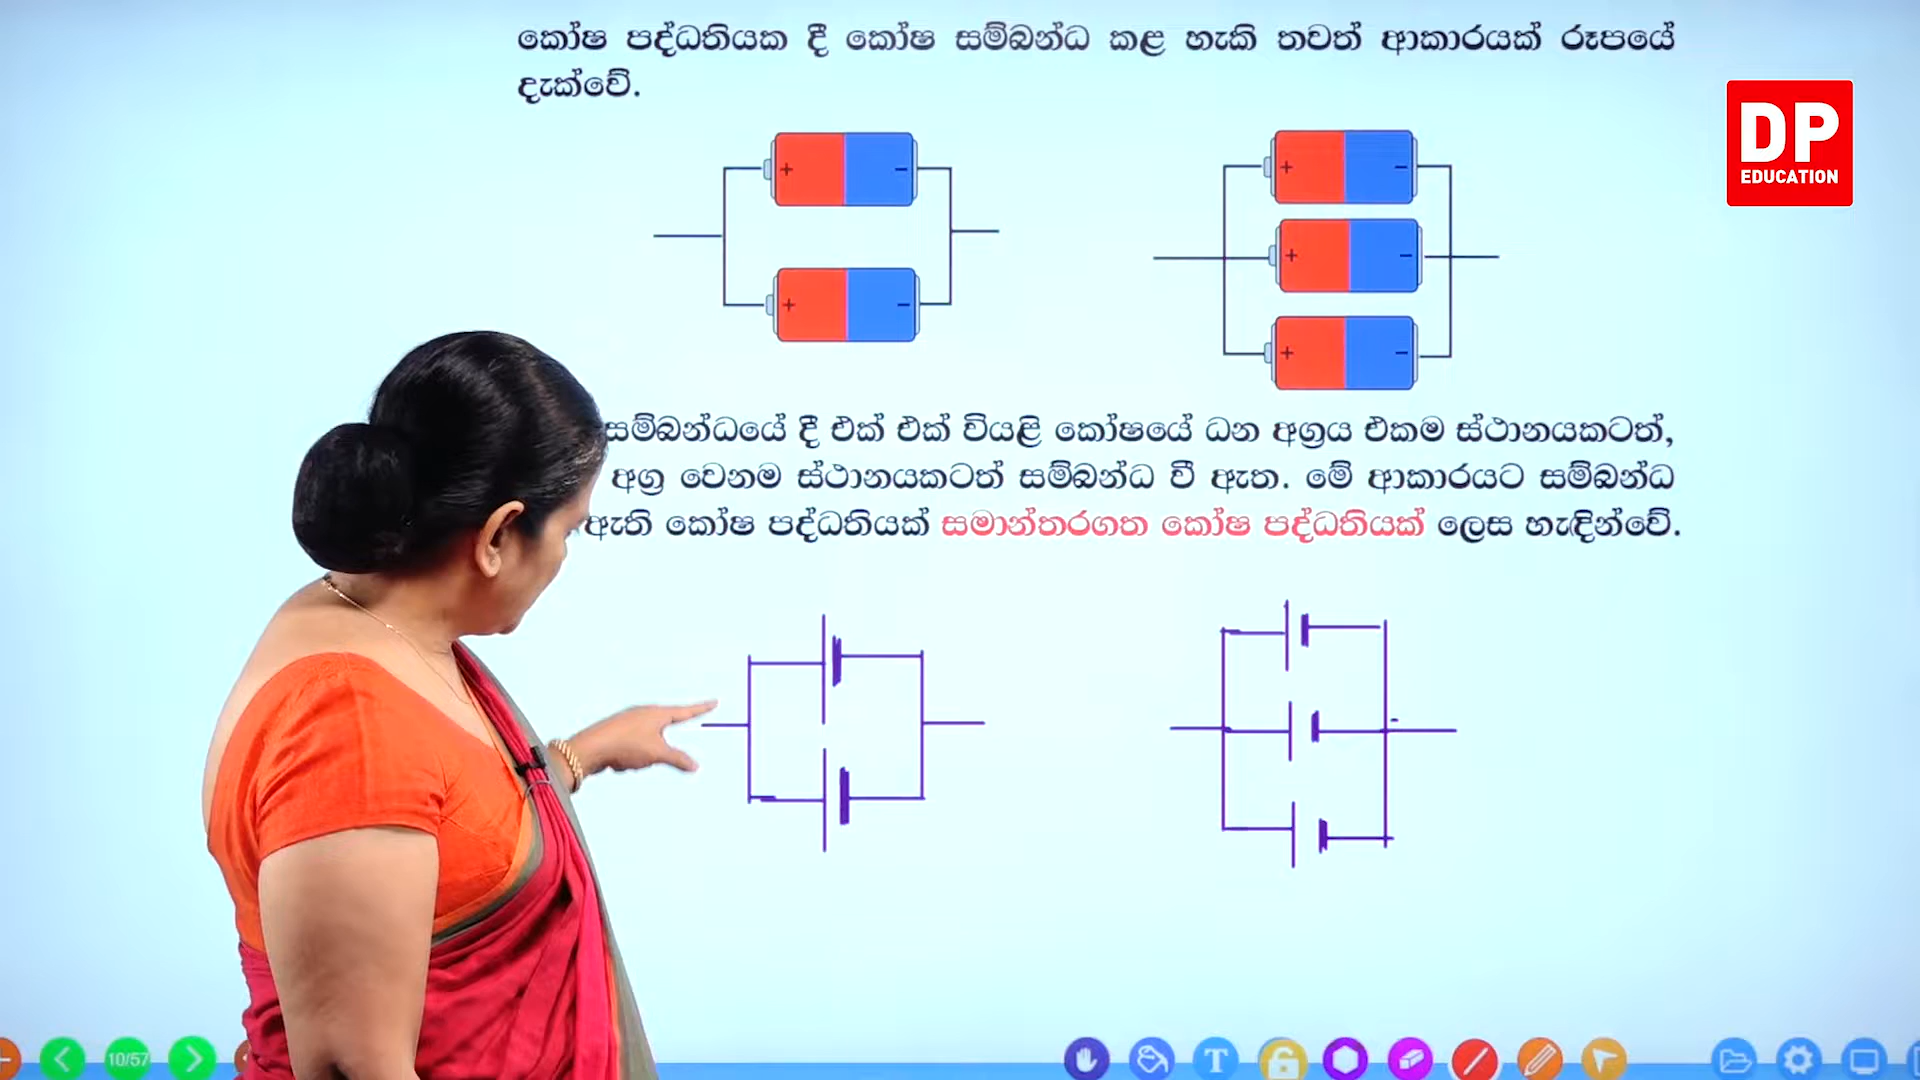 කෝෂ පද්ධතියක දී කෝෂ සම්බන්ධ කළ හැකි තවත් ආකාරයක් රූපයේ
දැක්වේ.
DP
EDUCATION
+ −
+ −
+ −
+ −
+ −
සම්බන්ධයේ දී එක් එක් වියළි කෝෂයේ ධන අග්‍රය එකම ස්ථානයකටත්,
අග්‍ර වෙනම ස්ථානයකටත් සම්බන්ධ වී ඇත. මේ ආකාරයට සම්බන්ධ
ඇති කෝෂ පද්ධතියක් සමාන්තරගත කෝෂ පද්ධතියක් ලෙස හැඳින්වේ.
10/57
T